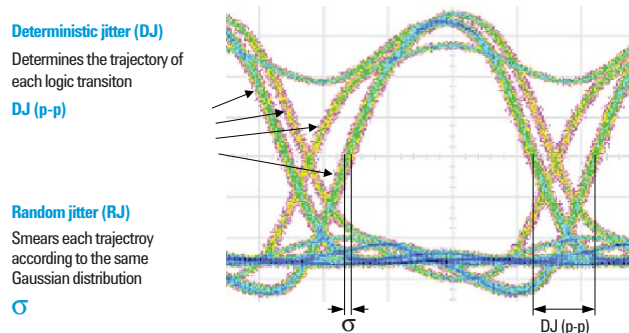 Deterministic jitter (DJ)
Determines the trajectory of
each logic transiton
DJ (p-p)
Random jitter (RJ)
Smears each trajectroy
according to the same
Gaussian distribution
σ
σ
DJ (p-p)